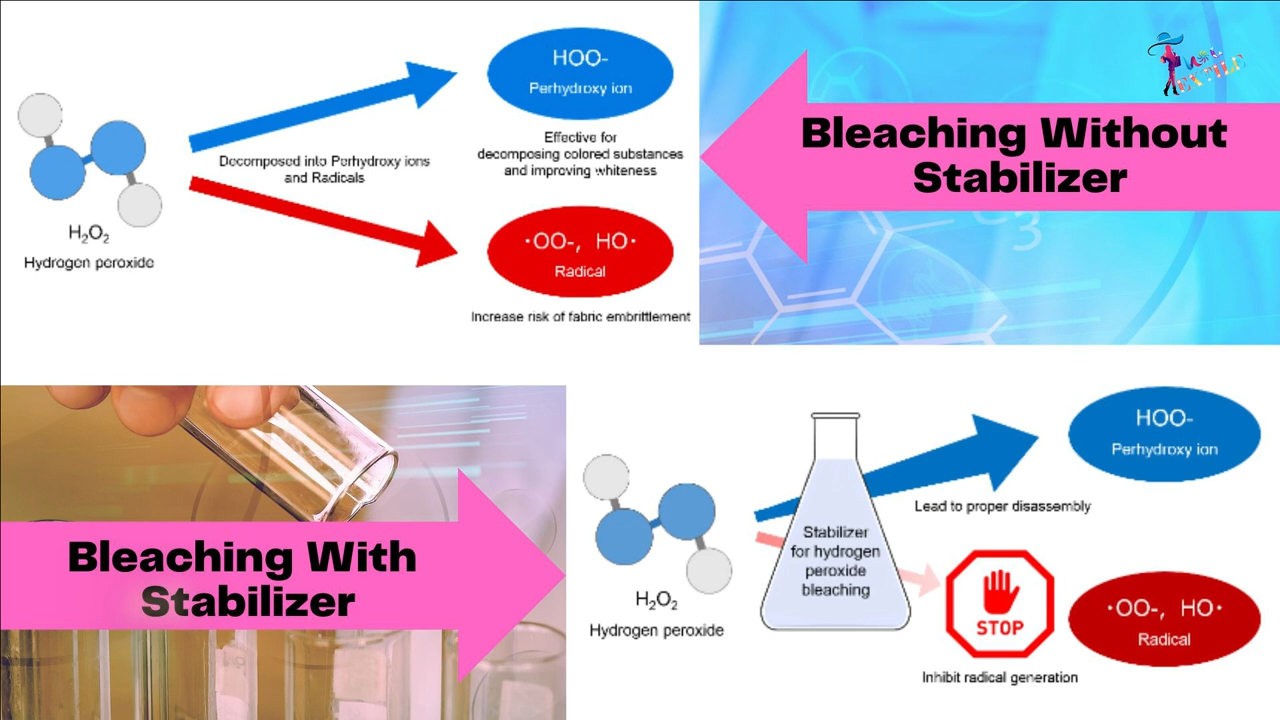 HOO-
Perhydroxy ion
Effective for
decomposing colored substances
and improving whiteness
Decomposed into Perhydroxy ions
and Radicals
H₂O₂
Hydrogen peroxide
·OO-, HO·
Radical
Increase risk of fabric embrittlement
TEXTILE
Bleaching Without
Stabilizer
C
3
Bleaching With
Stabilizer
HOO-
Perhydroxy ion
Lead to proper disassembly
Stabilizer
for hydrogen
peroxide
bleaching
H₂O₂
Hydrogen peroxide
STOP
·OO-, HO·
Radical
Inhibit radical generation